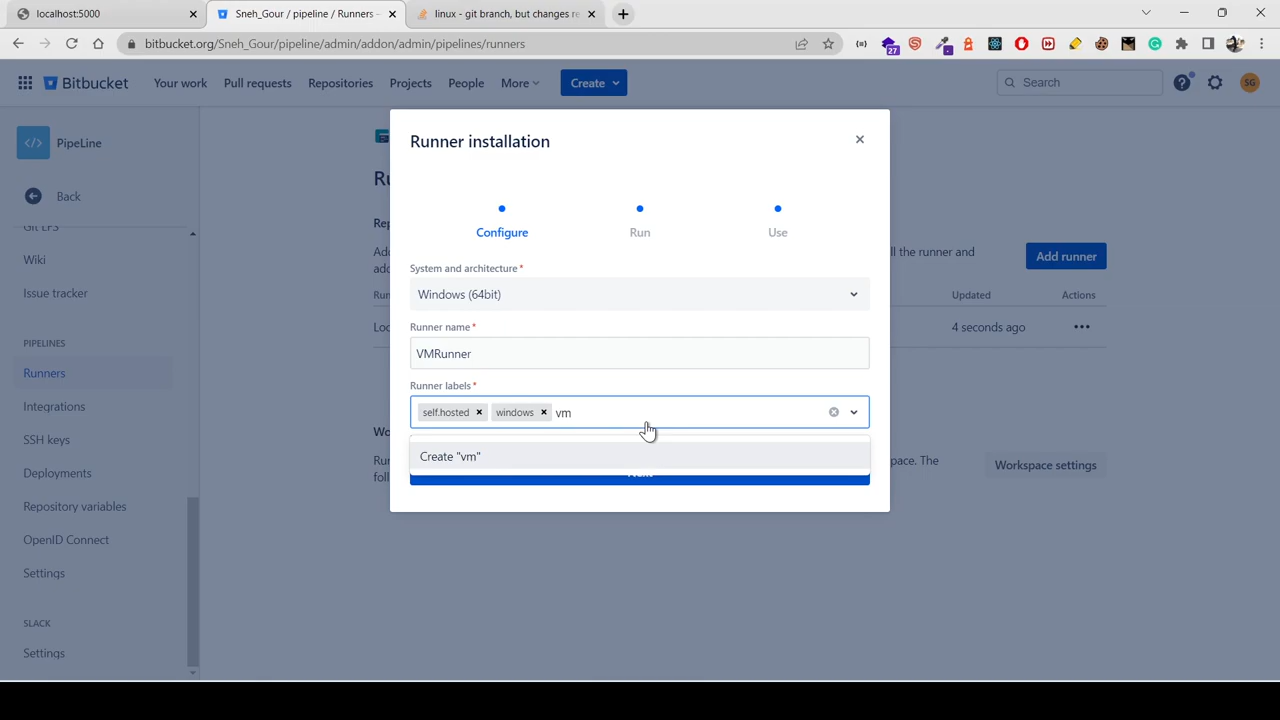 localhost:5000
Sneh_Gour / pipeline / Runners -
linux - git branch, but changes re
bitbucket.org/Sneh_Gour/pipeline/admin/addon/admin/pipelines/runners
27
Bitbucket
Your work
Pull requests
Repositories
Projects
People
More
Create
Search
SG
PipeLine
Back
Git LFS
Wiki
Issue tracker
PIPELINES
Runners
Integrations
SSH keys
Deployments
Repository variables
OpenID Connect
Settings
SLACK
Settings
Ru
Rep
Add
ll the runner and
add
Add runner
Run
Updated
Actions
Loc
4 seconds ago
Wo
Run
space. The
foll
Workspace settings
Runner installation
Configure
Run
Use
System and architecture*
Windows (64bit)
Runner name*
VMRunner
Runner labels*
self.hosted
windows
vm
Create "vm"